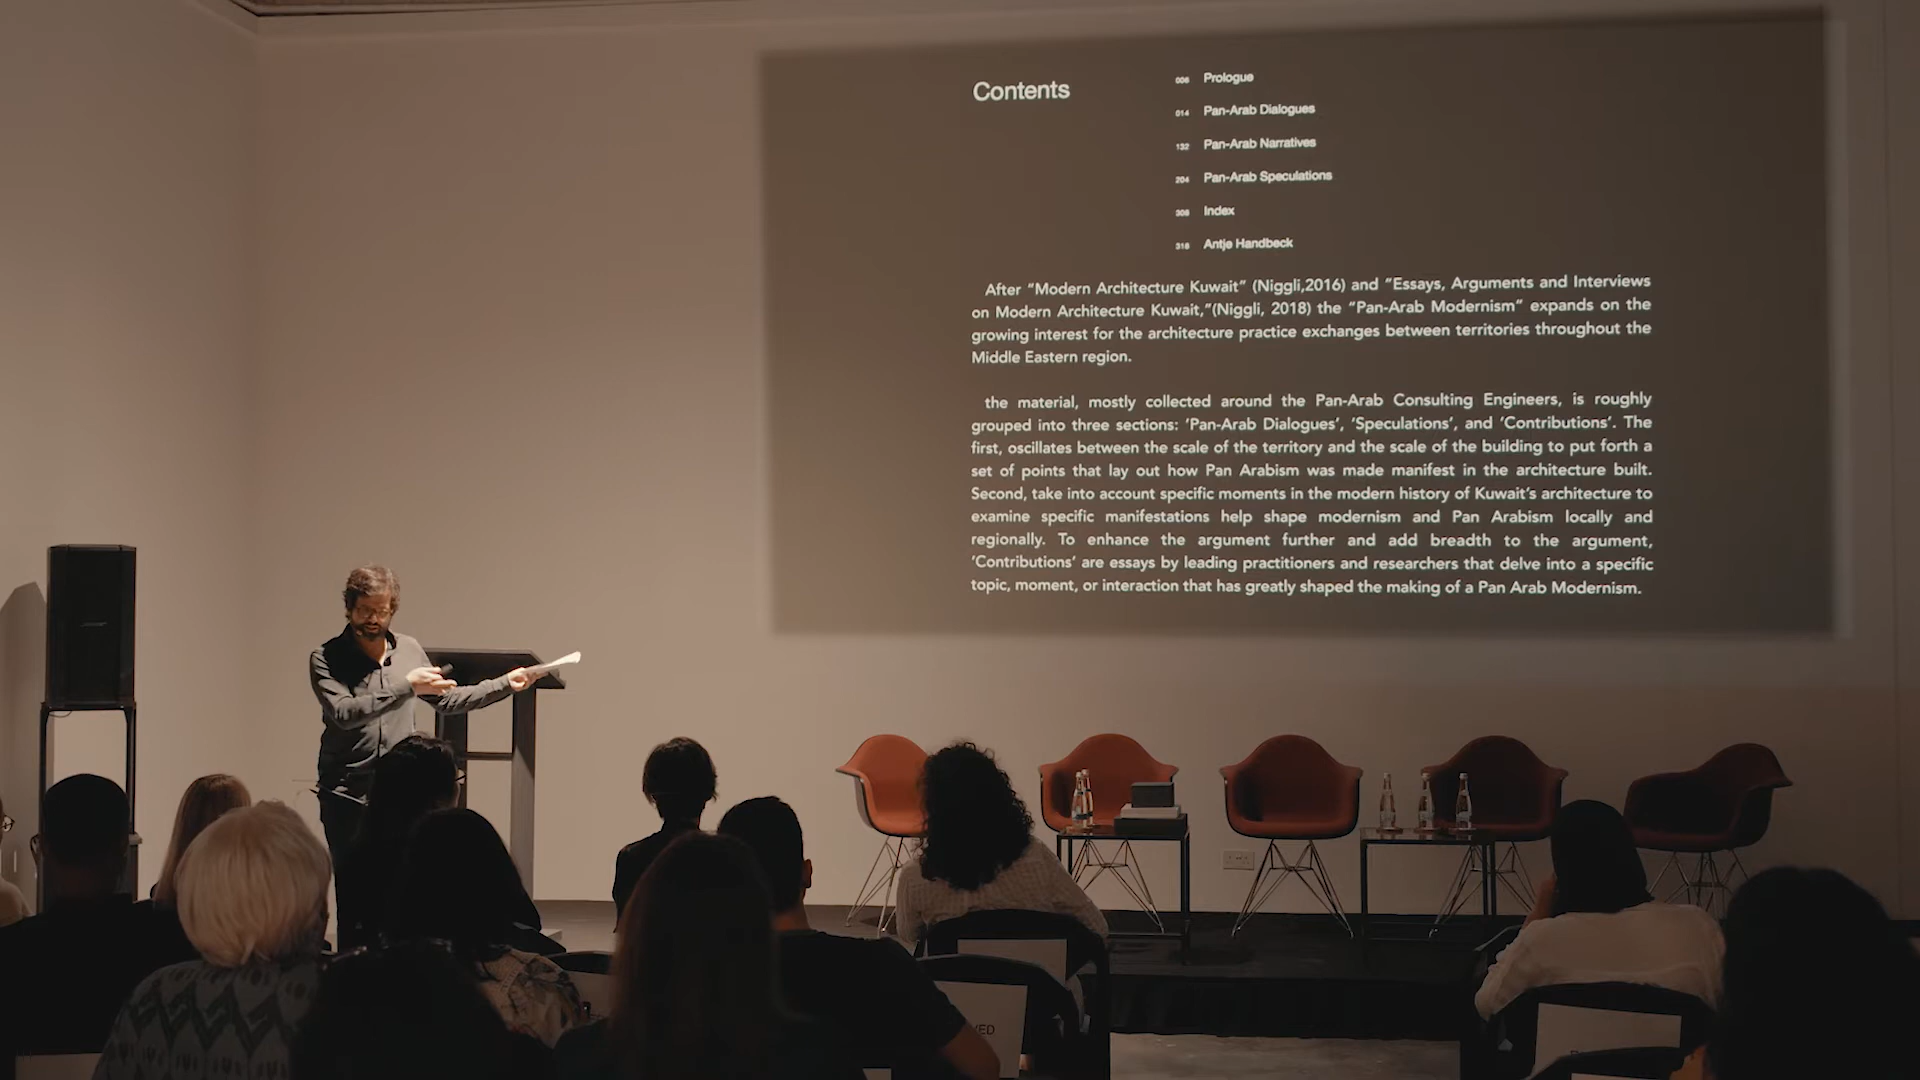 Contents
006 Prologue
014 Pan-Arab Dialogues
132 Pan-Arab Narratives
204 Pan-Arab Speculations
308 Index
316 Antje Handbeck
After “Modern Architecture Kuwait” (Niggli,2016) and “Essays, Arguments and Interviews
on Modern Architecture Kuwait,”(Niggli, 2018) the “Pan-Arab Modernism” expands on the
growing interest for the architecture practice exchanges between territories throughout the
Middle Eastern region.
the material, mostly collected around the Pan-Arab Consulting Engineers, is roughly
grouped into three sections: ‘Pan-Arab Dialogues’, ‘Speculations’, and ‘Contributions’. The
first, oscillates between the scale of the territory and the scale of the building to put forth a
set of points that lay out how Pan Arabism was made manifest in the architecture built.
Second, take into account specific moments in the modern history of Kuwait’s architecture to
examine specific manifestations help shape modernism and Pan Arabism locally and
regionally. To enhance the argument further and add breadth to the argument,
‘Contributions’ are essays by leading practitioners and researchers that delve into a specific
topic, moment, or interaction that has greatly shaped the making of a Pan Arab Modernism.